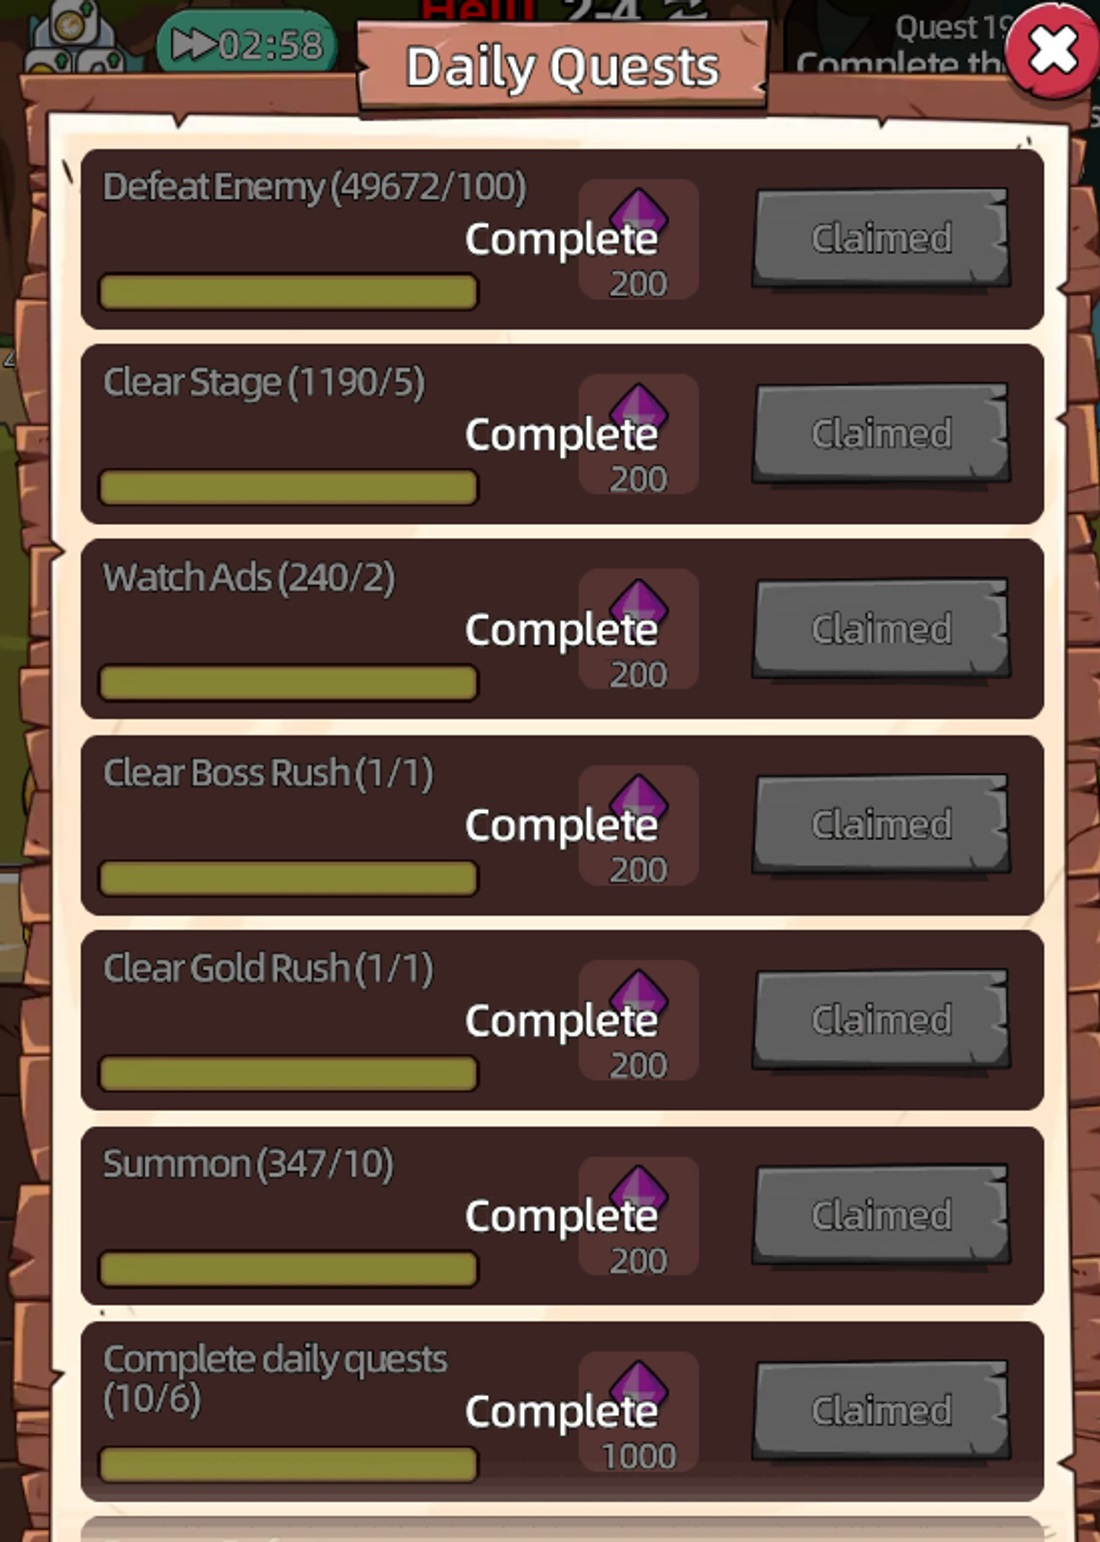 Hell! 2-4
02:58
Quest 19
Complete th
Daily Quests
Defeat Enemy (49672/100)
Complete
200
Claimed
Clear Stage (1190/5)
Complete
200
Claimed
Watch Ads (240/2)
Complete
200
Claimed
Clear Boss Rush (1/1)
Complete
200
Claimed
Clear Gold Rush (1/1)
Complete
200
Claimed
Summon (347/10)
Complete
200
Claimed
Complete daily quests
(10/6)
Complete
1000
Claimed